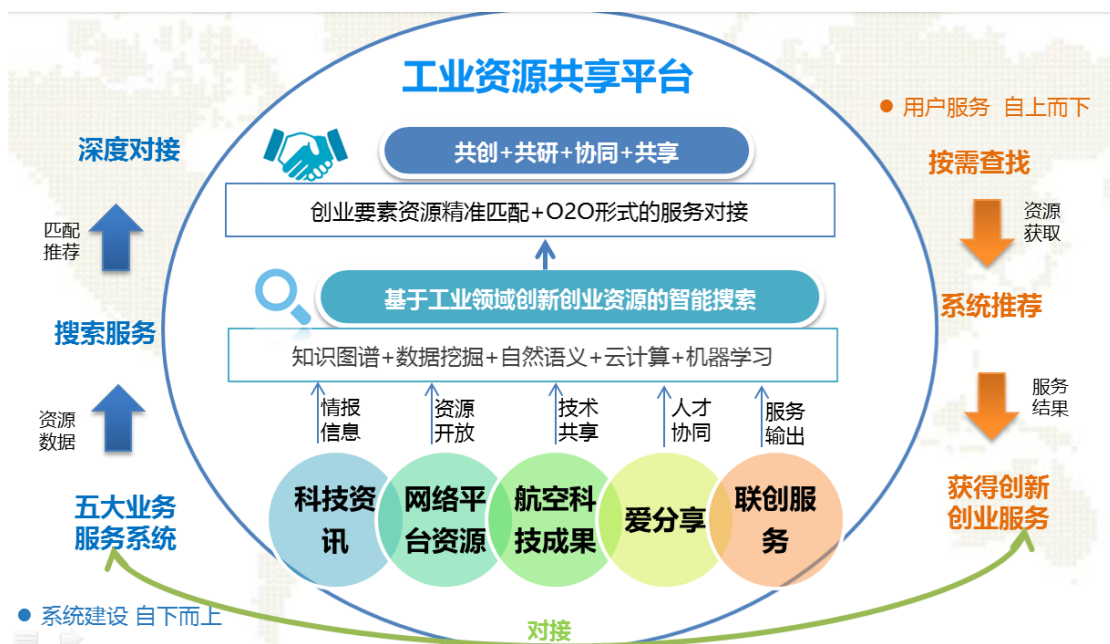 工业资源共享平台
用户服务 自上而下
深度对接
共创+共研+协同+共享
按需查找
创业要素资源精准匹配+O2O形式的服务对接
匹配
推荐
资源
获取
基于工业领域创新创业资源的智能搜索
系统推荐
搜索服务
知识图谱+数据挖掘+自然语义+云计算+机器学习
资源
数据
情报
信息
资源
开放
技术
共享
人才
协同
服务
输出
服务
结果
五大业务
服务系统
科技资
讯
网络平
台资源
航空科
技成果
爱分享
联创服
务
获得创新
创业服务
系统建设 自下而上
对接